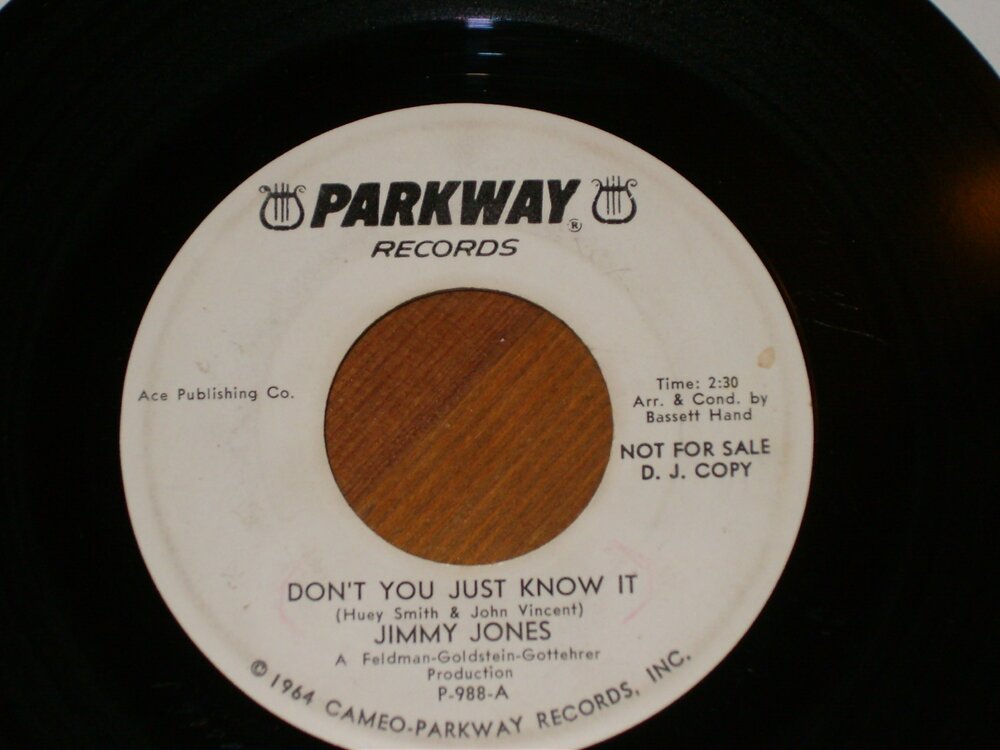 PARKWAY®
RECORDS
Ace Publishing Co.
Time: 2:30
Arr. & Cond. by
Bassett Hand
NOT FOR SALE
D. J. COPY
DON'T YOU JUST KNOW IT
(Huey Smith & John Vincent)
JIMMY JONES
A Feldman-Goldstein-Gottehrer
Production
P-988-A
© 1964 CAMEO-PARKWAY RECORDS, INC.